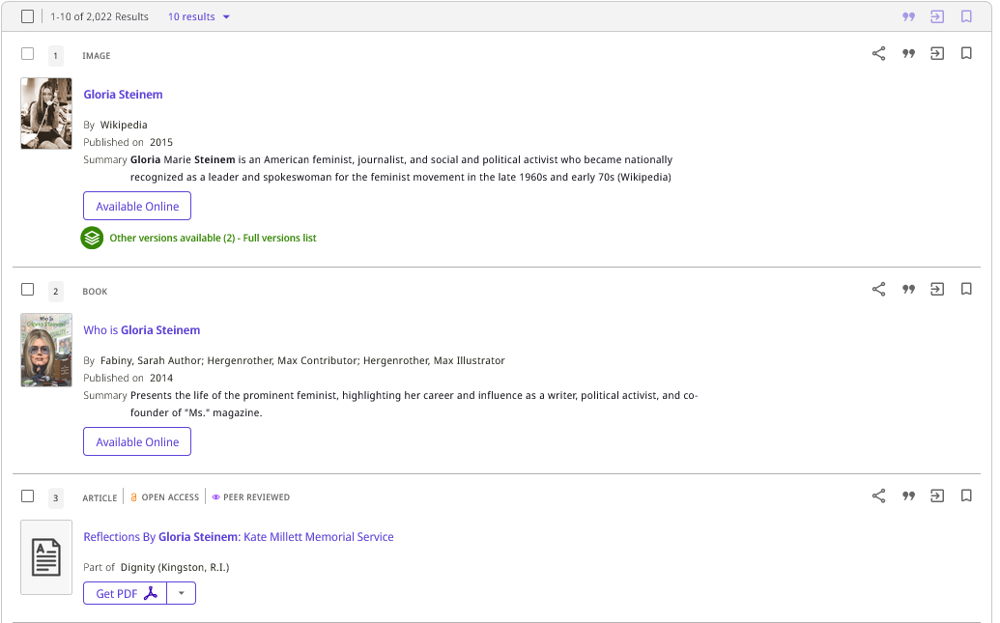 1-10 of 2,022 Results 10 results
1 IMAGE
Gloria Steinem
By Wikipedia
Published on 2015
Summary Gloria Marie Steinem is an American feminist, journalist, and social and political activist who became nationally
recognized as a leader and spokeswoman for the feminist movement in the late 1960s and early 70s (Wikipedia)
Available Online
Other versions available (2) - Full versions list
2 BOOK
Who Is
Gloria Steinem?
Who is Gloria Steinem
By Fabiny, Sarah Author; Hergenrother, Max Contributor; Hergenrother, Max Illustrator
Published on 2014
Summary Presents the life of the prominent feminist, highlighting her career and influence as a writer, political activist, and co-
founder of "Ms." magazine.
Available Online
3 ARTICLE OPEN ACCESS PEER REVIEWED
Reflections By Gloria Steinem: Kate Millett Memorial Service
Part of Dignity (Kingston, R.I.)
Get PDF